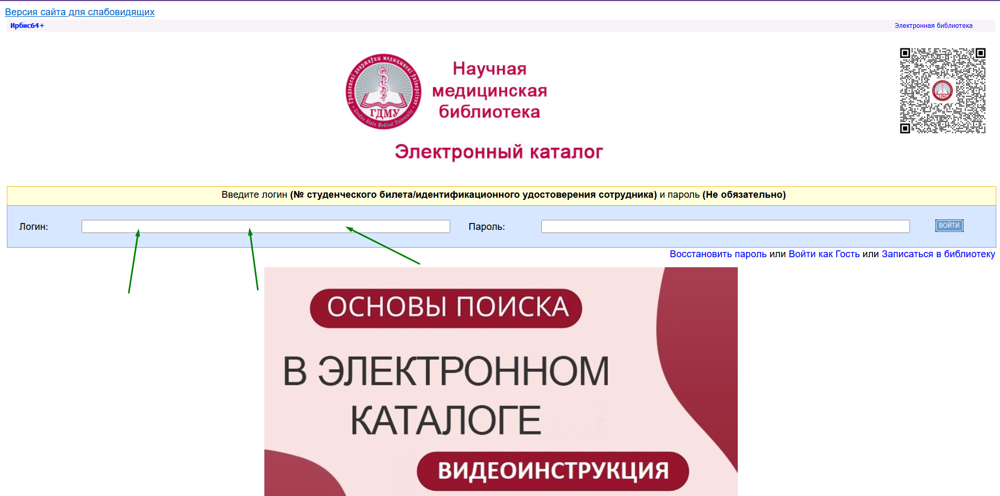 Версия сайта для слабовидящих
Ирбис64+
Электронная библиотека
Гродзенскі дзяржаўны медыцынскі ўніверсітэт
ГДМУ
Grodno State Medical University
Научная
медицинская
библиотека
ГДМУ
Электронный каталог
Введите логин (№ студенческого билета/идентификационного удостоверения сотрудника) и пароль (Не обязательно)
Логин:
Пароль:
ВОЙТИ
Восстановить пароль или Войти как Гость или Записаться в библиотеку
ОСНОВЫ ПОИСКА
В ЭЛЕКТРОННОМ
КАТАЛОГЕ
ВИДЕОИНСТРУКЦИЯ